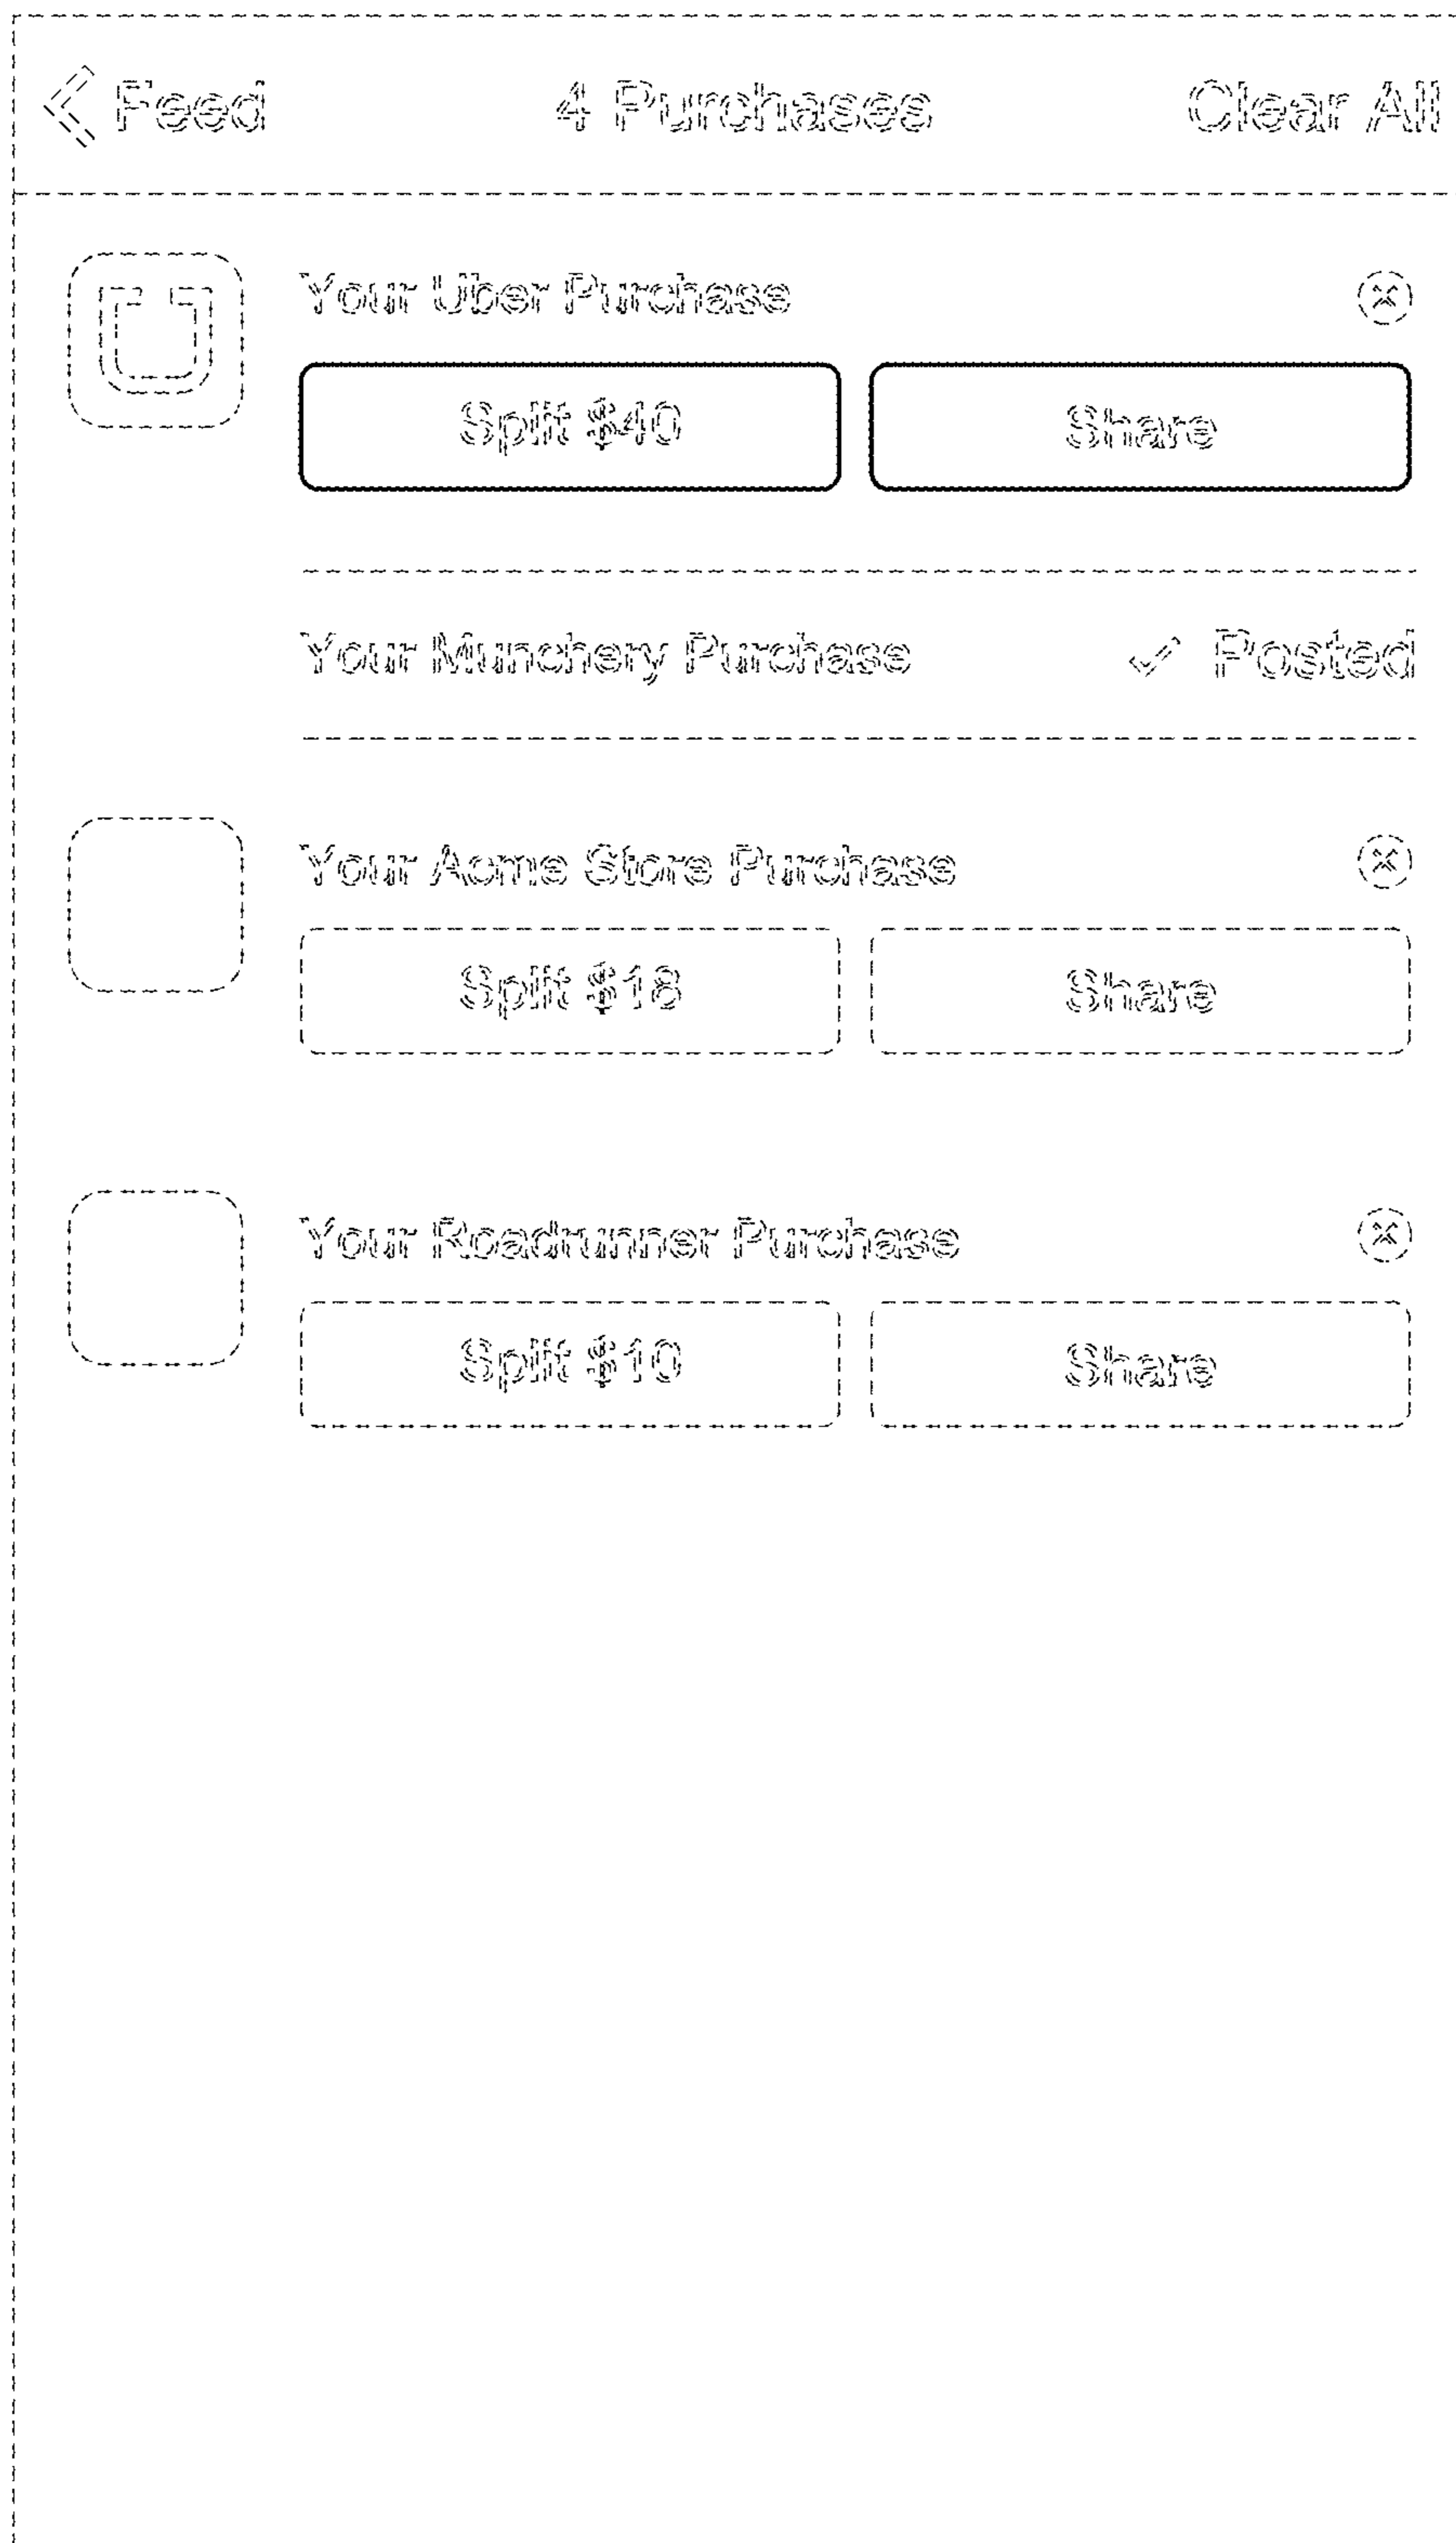 Feed 4 Purchases Clear All
Your Uber Purchase
Split $40 Share
Your Munchery Purchase Posted
Your Acme Store Purchase
Split $18 Share
Your Roadrunner Purchase
Split $10 Share